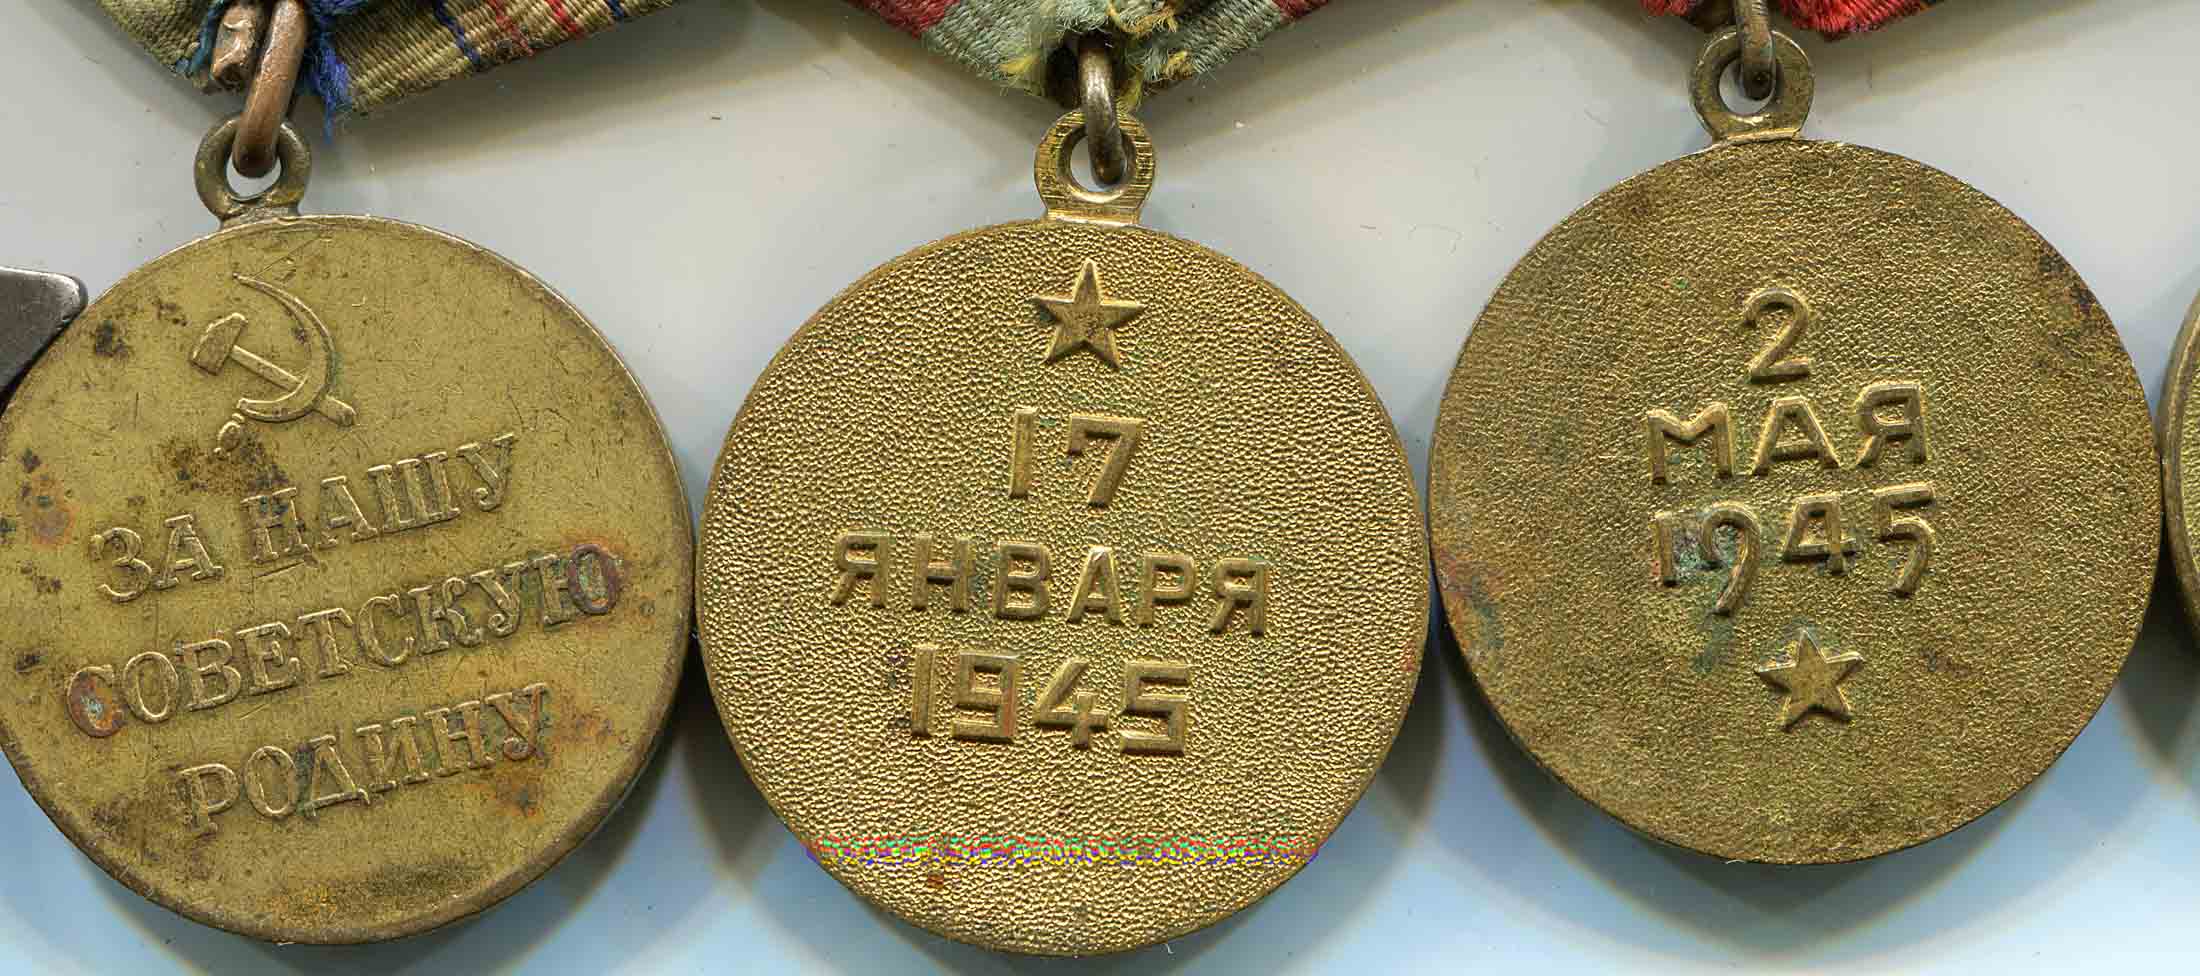 ЗА НАШУ
СОВЕТСКУЮ
РОДИНУ
17
ЯНВАРЯ
1945
2
МАЯ
1945